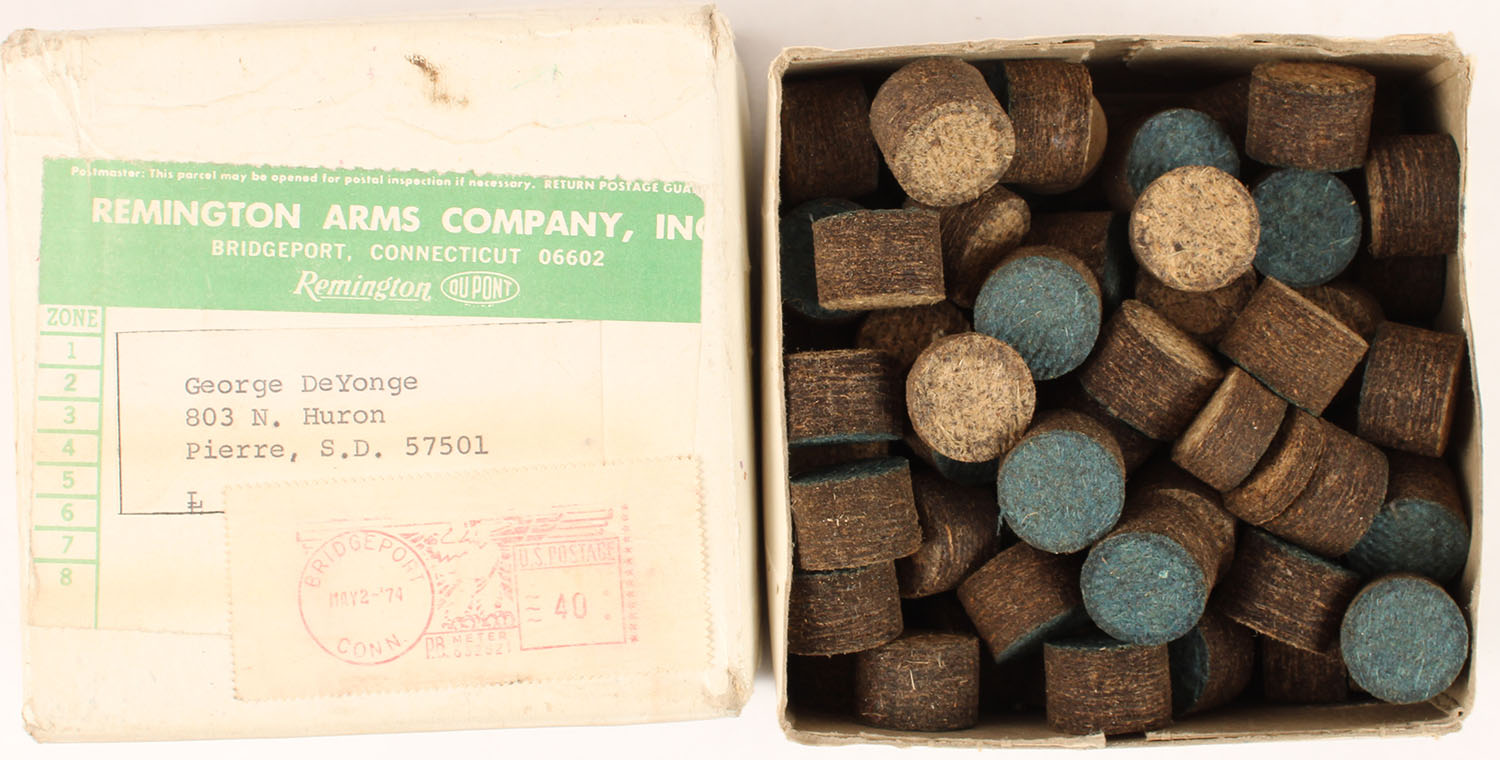 Postmaster: This parcel may be opened for postal inspection if necessary. RETURN POSTAGE GUA
REMINGTON ARMS COMPANY, INC
BRIDGEPORT, CONNECTICUT 06602
Remington DU PONT
ZONE
1
2
3
4
5
6
7
8
George DeYonge
803 N. Huron
Pierre, S.D. 57501
L
BRIDGEPORT
MAY 2-'74
CONN.
U.S. POSTAGE
40
P.B. METER